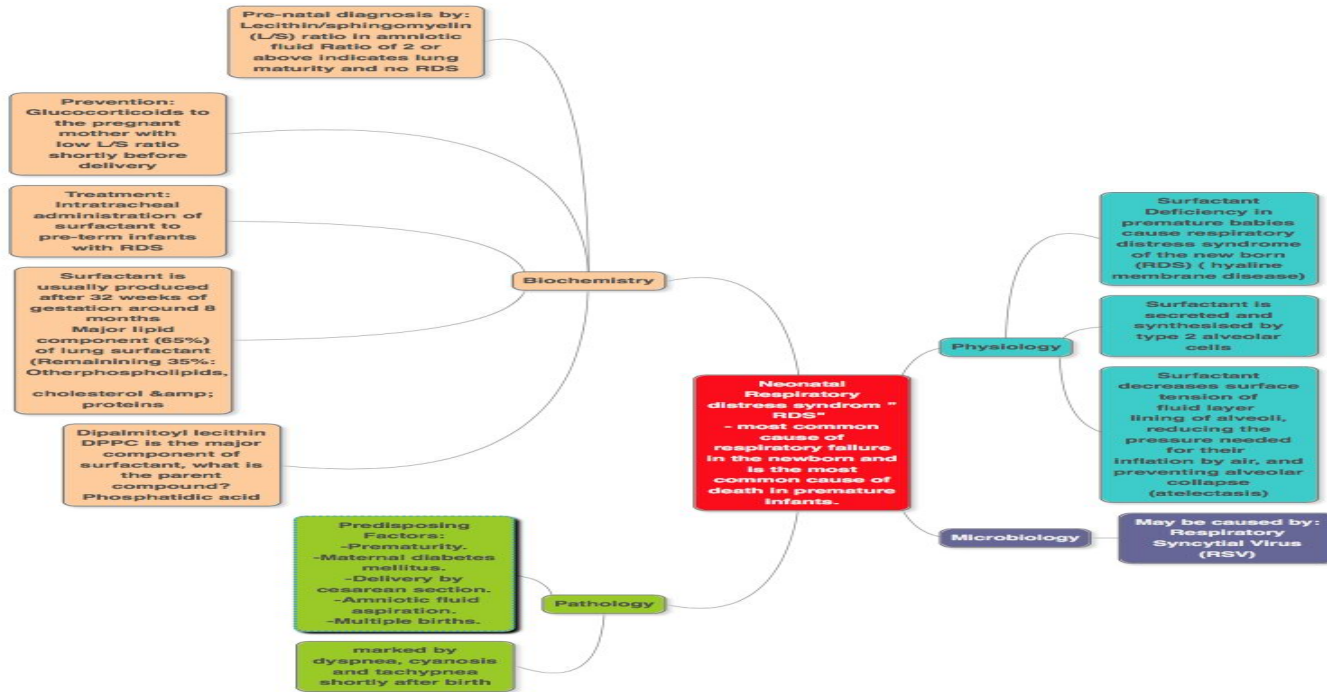 Pre-natal diagnosis by:
Lecithin/sphingomyelin
(L/S) ratio in amniotic
fluid Ratio of 2 or
above indicates lung
maturity and no RDS
Prevention:
Glucocorticoids to
the pregnant
mother with
low L/S ratio
shortly before
delivery
Treatment:
Intratracheal
administration of
surfactant to
pre-term infants
with RDS
Surfactant is
usually produced
after 32 weeks of
gestation around 8
months
Major lipid
component (65%)
of lung surfactant
(Remainining 35%:
Otherphospholipids,
cholesterol &amp;
proteins
Dipalmitoyl lecithin
DPPC is the major
component of
surfactant, what is
the parent
compound?
Phosphatidic acid
Biochemistry
Predisposing
Factors:
-Prematurity.
-Maternal diabetes
mellitus.
-Delivery by
cesarean section.
-Amniotic fluid
aspiration.
-Multiple births.
marked by
dyspnea, cyanosis
and tachypnea
shortly after birth
Pathology
Neonatal
Respiratory
distress syndrom "
RDS"
- most common
cause of
respiratory failure
in the newborn and
is the most
common cause of
death in premature
infants.
Physiology
Surfactant
Deficiency in
premature babies
cause respiratory
distress syndrome
of the new born
(RDS) ( hyaline
membrane disease)
Surfactant is
secreted and
synthesised by
type 2 alveolar
cells
Surfactant
decreases surface
tension of
fluid layer
lining of alveoli,
reducing the
pressure needed
for their
inflation by air, and
preventing alveolar
collapse
(atelectasis)
Microbiology
May be caused by:
Respiratory
Syncytial Virus
(RSV)